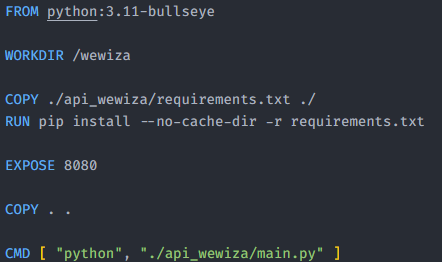 FROM python:3.11-bullseye
WORKDIR /wewiza
COPY ./api_wewiza/requirements.txt ./
RUN pip install --no-cache-dir -r requirements.txt
EXPOSE 8080
COPY . .
CMD [ "python", "./api_wewiza/main.py" ]